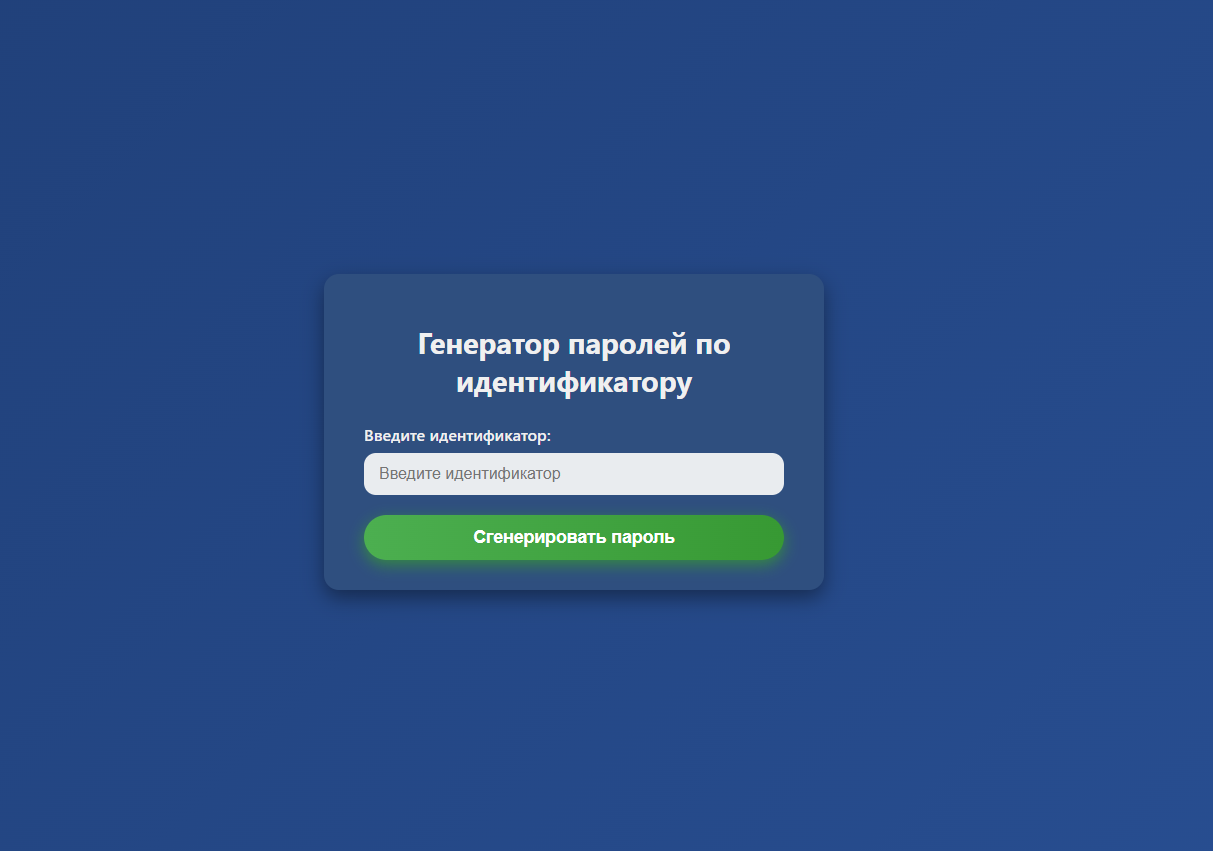 Генератор паролей по
идентификатору
Введите идентификатор:
Введите идентификатор
Сгенерировать пароль